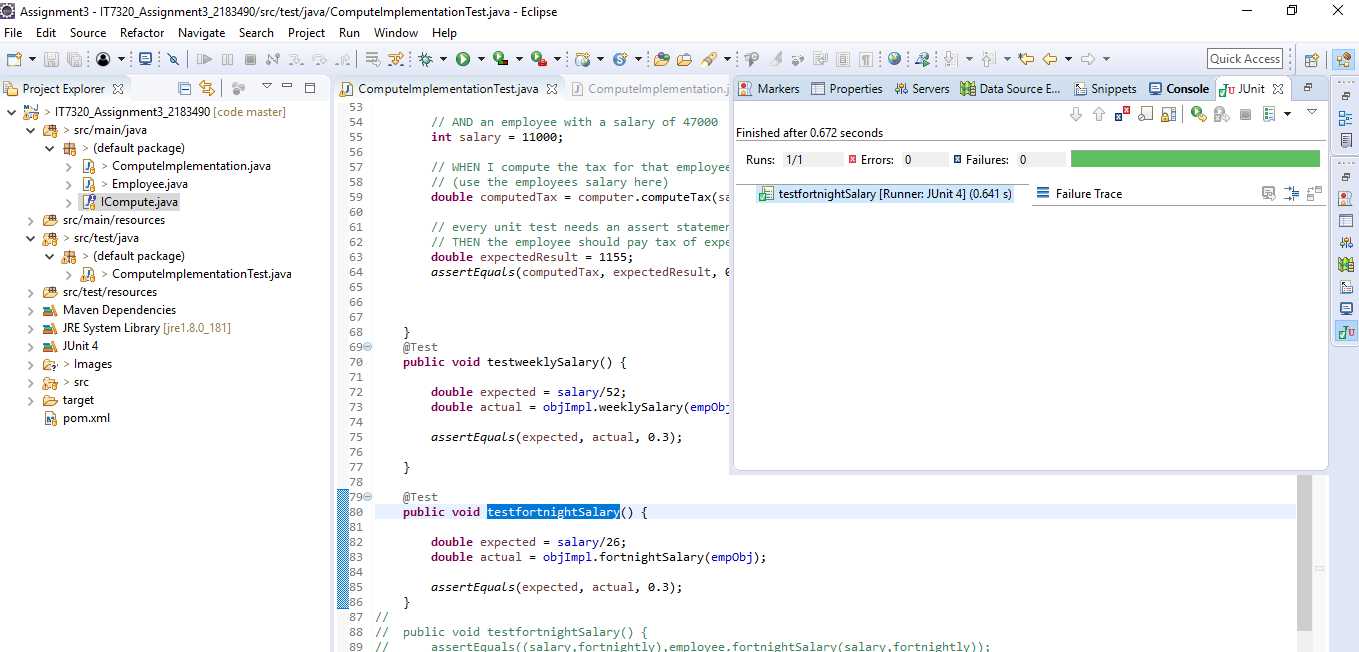 Assignment3 - IT7320_Assignment3_2183490/src/test/java/ComputeImplementationTest.java - Eclipse
File Edit Source Refactor Navigate Search Project Run Window Help
Quick Access
Project Explorer
IT7320_Assignment3_2183490 [code master]
> src/main/java
> (default package)
> ComputeImplementation.java
> Employee.java
ICompute.java
src/main/resources
> src/test/java
> (default package)
> ComputeImplementationTest.java
src/test/resources
Maven Dependencies
JRE System Library [jre1.8.0_181]
JUnit 4
> Images
> src
target
pom.xml
ComputeImplementationTest.java
ComputeImplementation.j
53
54 // AND an employee with a salary of 47000
55 int salary = 11000;
56
57 // WHEN I compute the tax for that employee
58 // (use the employees salary here)
59 double computedTax = computer.computeTax(sa
60
61 // every unit test needs an assert statemen
62 // THEN the employee should pay tax of expe
63 double expectedResult = 1155;
64 assertEquals(computedTax, expectedResult, 0
65
66
67
68 }
69 @Test
70 public void testweeklySalary() {
71
72 double expected = salary/52;
73 double actual = objImpl.weeklySalary(empObj
74
75 assertEquals(expected, actual, 0.3);
76
77 }
78
79 @Test
80 public void testfortnightSalary() {
81
82 double expected = salary/26;
83 double actual = objImpl.fortnightSalary(empObj);
84
85 assertEquals(expected, actual, 0.3);
86 }
87 //
88 // public void testfortnightSalary() {
89 // assertEquals((salary,fortnightly),employee.fortnightSalary(salary,fortnightly));
Markers Properties Servers Data Source E... Snippets Console JUnit
Finished after 0.672 seconds
Runs: 1/1 Errors: 0 Failures: 0
testfortnightSalary [Runner: JUnit 4] (0.641 s)
Failure Trace